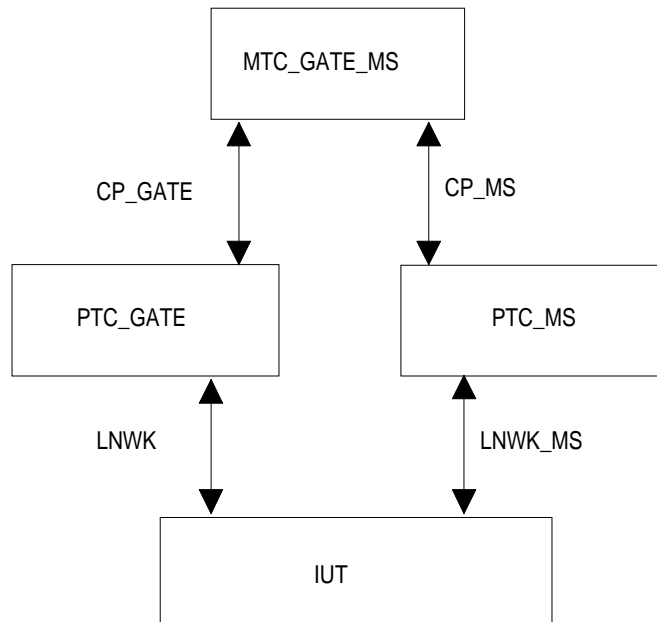 MTC_GATE_MS
CP_GATE
CP_MS
PTC_GATE
PTC_MS
LNWK
LNWK_MS
IUT